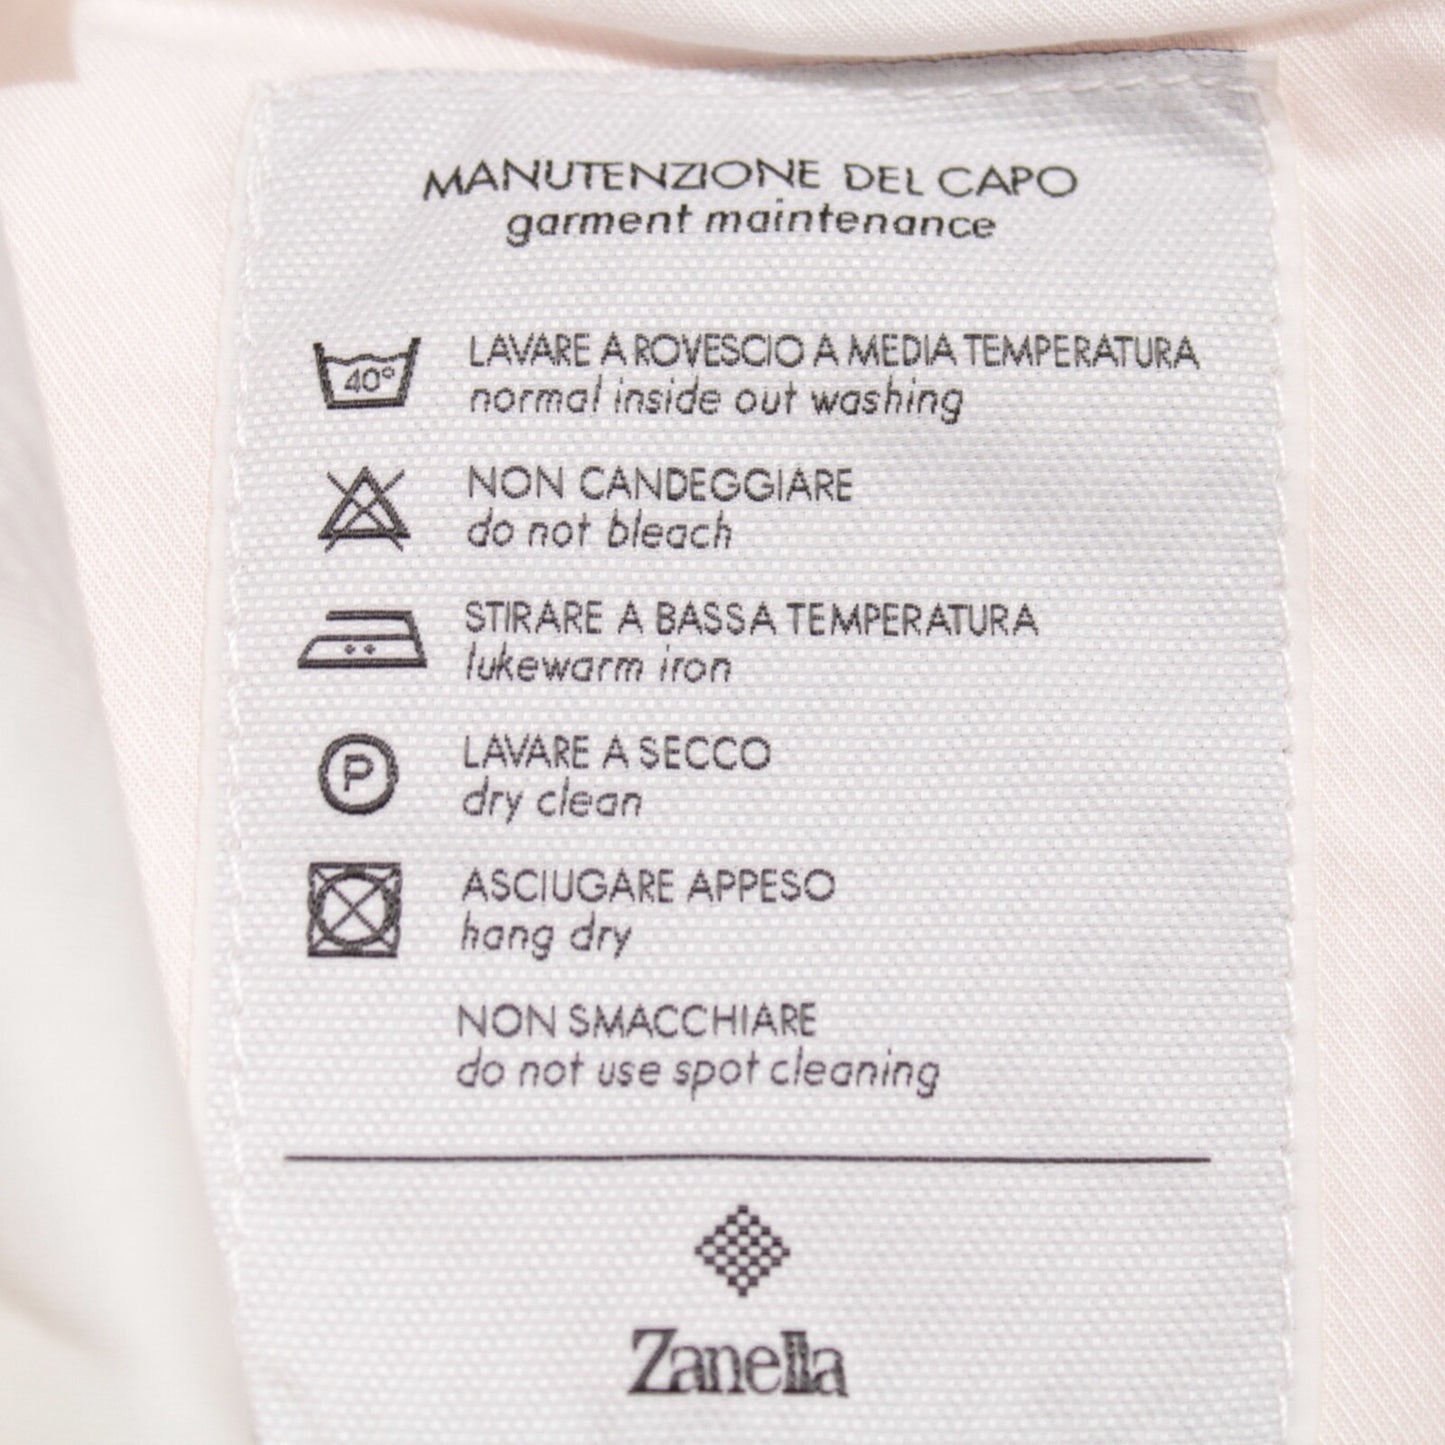 MANUTENZIONE DEL CAPO
garment maintenance
40°
LAVARE A ROVESCIO A MEDIA TEMPERATURA
normal inside out washing
NON CANDEGGIARE
do not bleach
STIRARE A BASSA TEMPERATURA
lukewarm iron
P
LAVARE A SECCO
dry clean
ASCIUGARE APPESO
hang dry
NON SMACCHIARE
do not use spot cleaning
Zanella